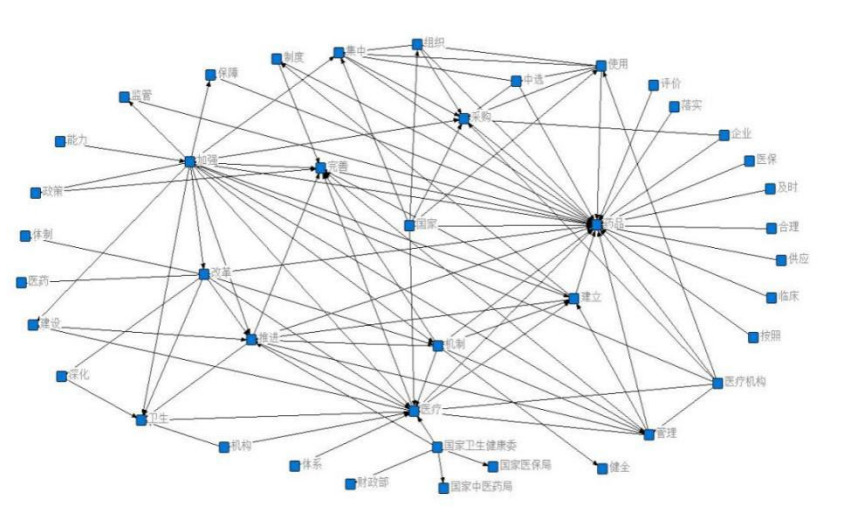 组织
集中
制度
使用
保障
中选
评价
监管
落实
采购
企业
能力
加强
完善
医保
政策
及时
国家
药品
合理
体制
供应
改革
医药
建立
临床
建设
推进
机制
按照
深化
医疗机构
医疗
卫生
管理
机构
国家卫生健康委
体系
国家医保局
健全
财政部
国家中医药局